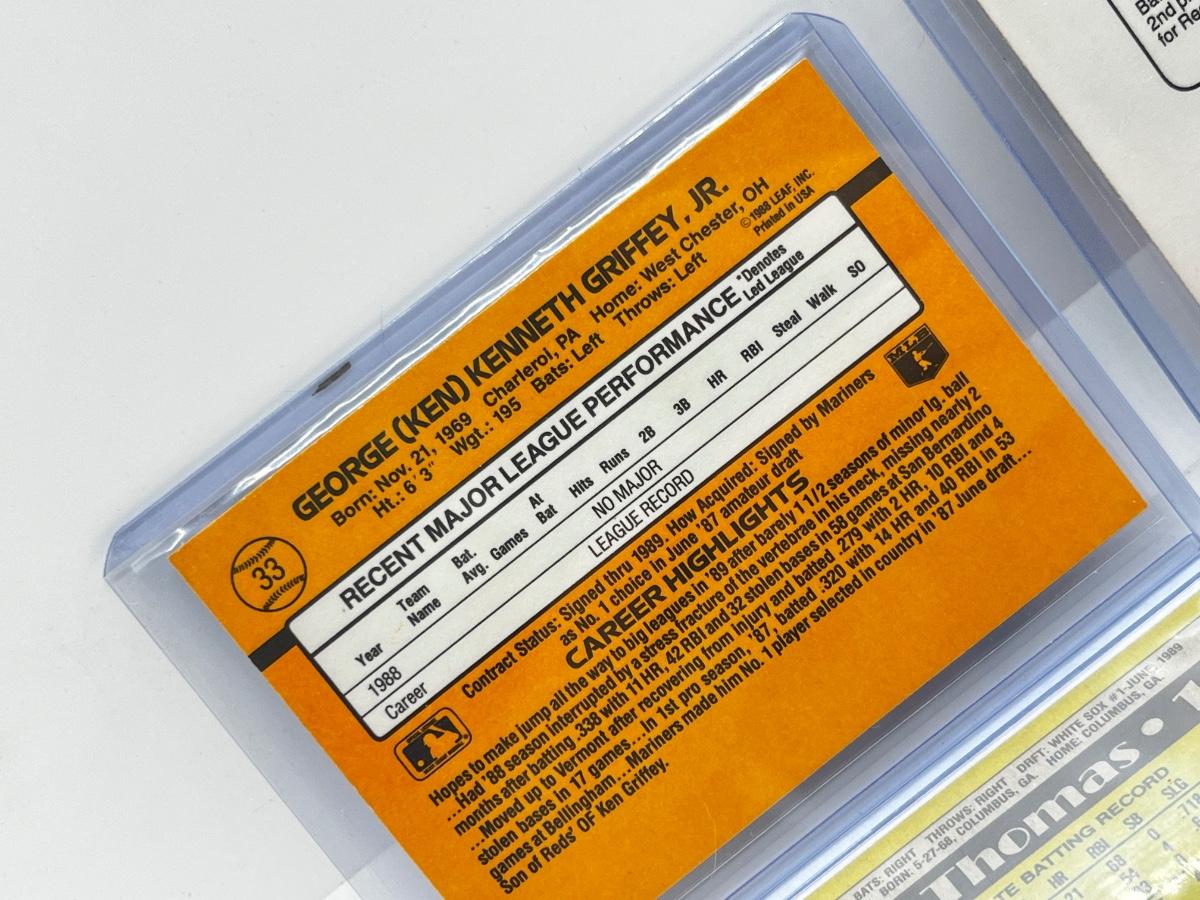 33
GEORGE (KEN) KENNETH GRIFFEY, JR.
Born: Nov. 21, 1969 Charleroi, PA Home: West Chester, OH
Ht.: 6'3" Wgt.: 195 Bats: Left Throws: Left
©1988 LEAF, INC.
Printed in USA
RECENT MAJOR LEAGUE PERFORMANCE *Denotes Led League
Year Team Name Bat. Avg. Games At Bat Hits Runs 2B 3B HR RBI Steal Walk SO
1988 NO MAJOR
Career LEAGUE RECORD
Contract Status: Signed thru 1989. How Acquired: Signed by Mariners
as No. 1 choice in June '87 amateur draft
CAREER HIGHLIGHTS
MLB
Hopes to make jump all the way to big leagues in '89 after barely 1 1/2 seasons of minor lg. ball
...Had '88 season interrupted by a stress fracture of the vertebrae in his neck, missing nearly 2
months after batting .338 with 11 HR, 42 RBI and 32 stolen bases in 58 games at San Bernardino
...Moved up to Vermont after recovering from injury and batted .279 with 2 HR, 10 RBI and 4
stolen bases in 17 games...In 1st pro season, '87, batted .320 with 14 HR and 40 RBI in 53
games at Bellingham...Mariners made him No. 1 player selected in country in '87 June draft...
Son of Reds' OF Ken Griffey.
2nd
for
BATS: RIGHT THROWS: RIGHT DRFT: WHITE SOX #1-JUNE, 1989
BORN: 5-27-68, COLUMBUS, GA. HOME: COLUMBUS, GA.
Thomas •
BATTING RECORD
HR RBI SB SLG
21 68 0
54 4